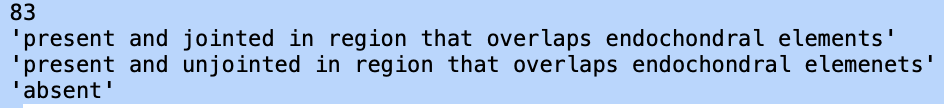 83
'present and jointed in region that overlaps endochondral elements'
'present and unjointed in region that overlaps endochondral elemenets'
'absent'